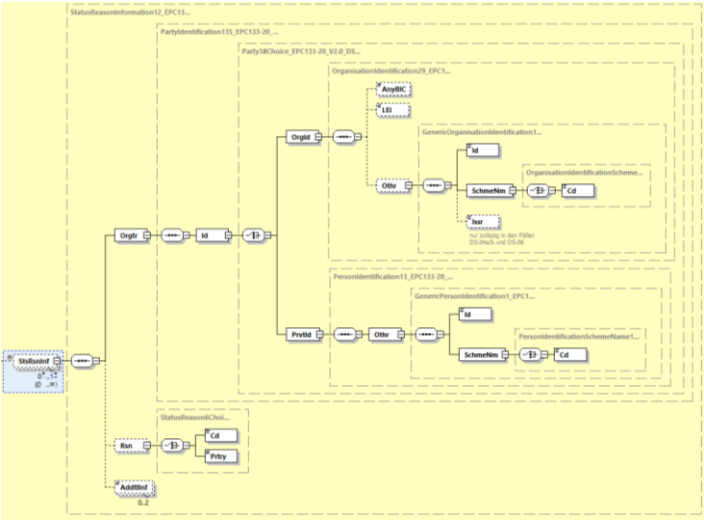 StatusReasonInformation12_EPC13...
PartyIdentification135_EPC133-20_...
Party38Choice_EPC133-20_V2.0_DS...
OrganisationIdentification29_EPC1...
AnyBIC
LEI
OrgId
GenericOrganisationIdentification1...
Id
Othr
OrganisationIdentificationScheme...
SchmeNm
Cd
Issr
nur zulässig in den Fällen
DS-04a/b und DS-06
Orgtr
Id
PersonIdentification13_EPC133-20_...
GenericPersonIdentification1_EPC1...
Id
PrvtId
Othr
PersonIdentificationSchemeName1...
SchmeNm
Cd
StsRsnInf
(0 ..∞)
StatusReason6Choi...
Cd
Rsn
Prtry
AddtlInf
0..2